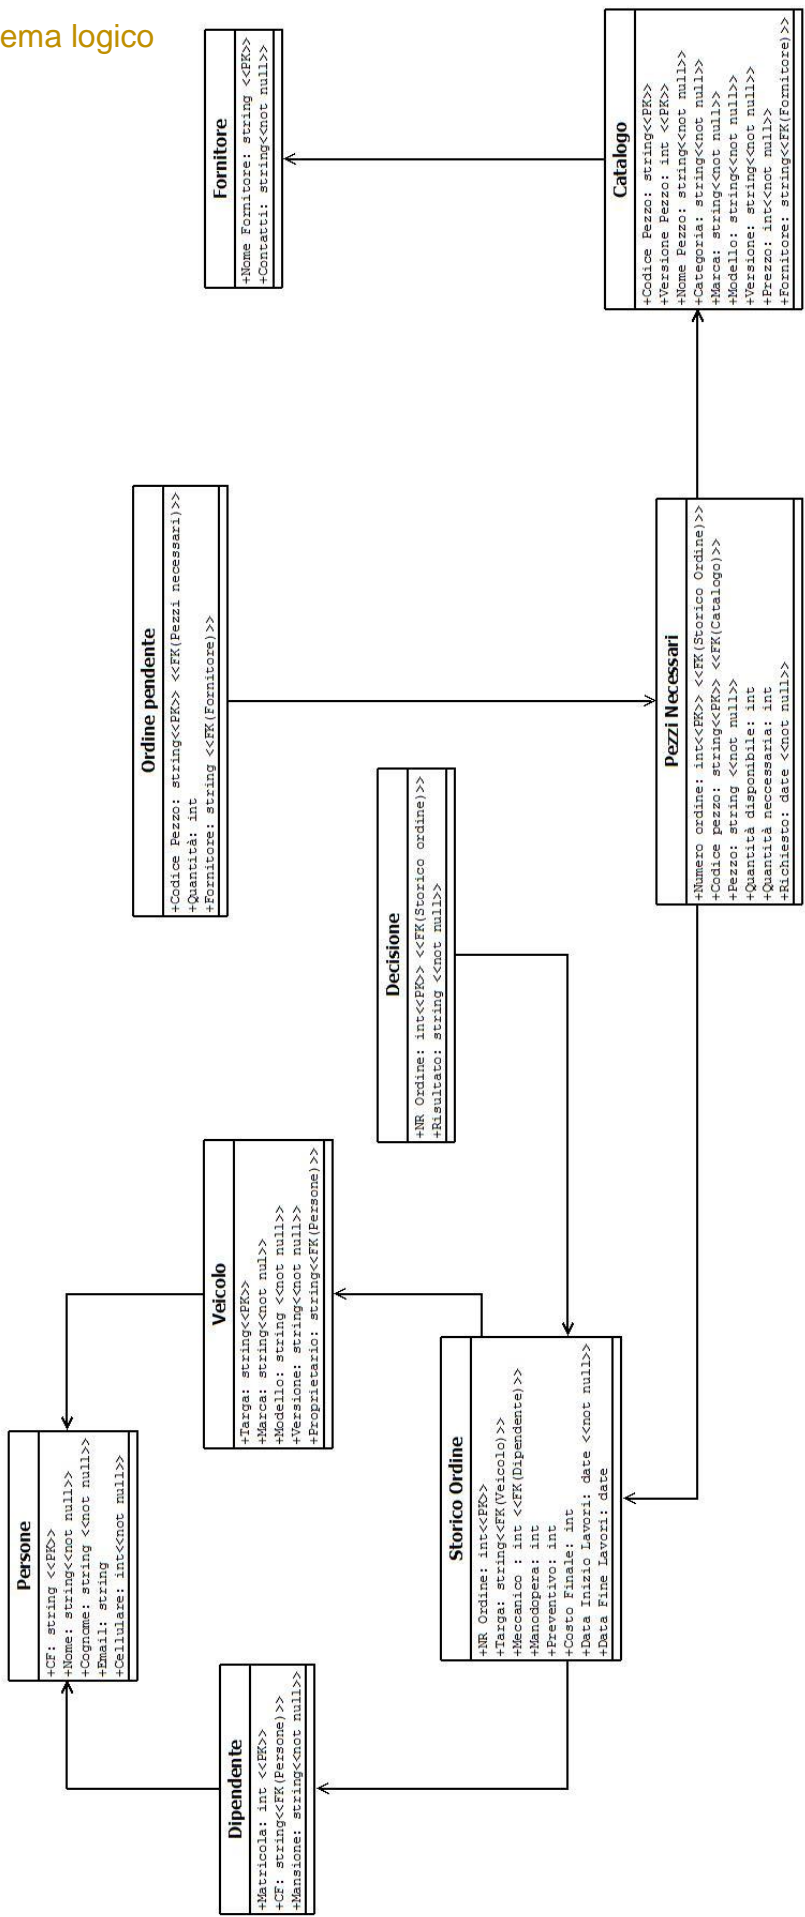 ema logico
Persone
+CF: string <<PK>>
+Nome: string<<not null>>
+Cognome: string <<not null>>
+Email: string
+Cellulare: int<<not null>>
Dipendente
+Matricola: int <<PK>>
+CF: string<<FK(Persone)>>
+Mansione: string<<not null>>
Veicolo
+Targa: string<<PK>>
+Marca: string<<not nul>>
+Modello: string <<not null>>
+Versione: string<<not null>>
+Proprietario: string<<FK(Persone)>>
Storico Ordine
+NR Ordine: int<<PK>>
+Targa: string<<FK(Veicolo)>>
+Meccanico : int <<FK(Dipendente)>>
+Manodopera: int
+Preventivo: int
+Costo Finale: int
+Data Inizio Lavori: date <<not null>>
+Data Fine Lavori: date
Decisione
+NR Ordine: int<<PK>> <<FK(Storico ordine)>>
+Risultato: string <<not null>>
Ordine pendente
+Codice Pezzo: string<<PK>> <<FK(Pezzi necessari)>>
+Quantità: int
+Fornitore: string <<FK(Fornitore)>>
Pezzi Necessari
+Numero ordine: int<<PK>> <<FK(Storico Ordine)>>
+Codice pezzo: string<<PK>> <<FK(Catalogo)>>
+Pezzo: string <<not null>>
+Quantità disponibile: int
+Quantità neccessaria: int
+Richiesto: date <<not null>>
Fornitore
+Nome Fornitore: string <<PK>>
+Contatti: string<<not null>>
Catalogo
+Codice Pezzo: string<<PK>>
+Versione Pezzo: int <<PK>>
+Nome Pezzo: string<<not null>>
+Categoria: string<<not null>>
+Marca: string<<not null>>
+Modello: string<<not null>>
+Versione: string<<not null>>
+Prezzo: int<<not null>>
+Fornitore: string<<FK(Fornitore)>>